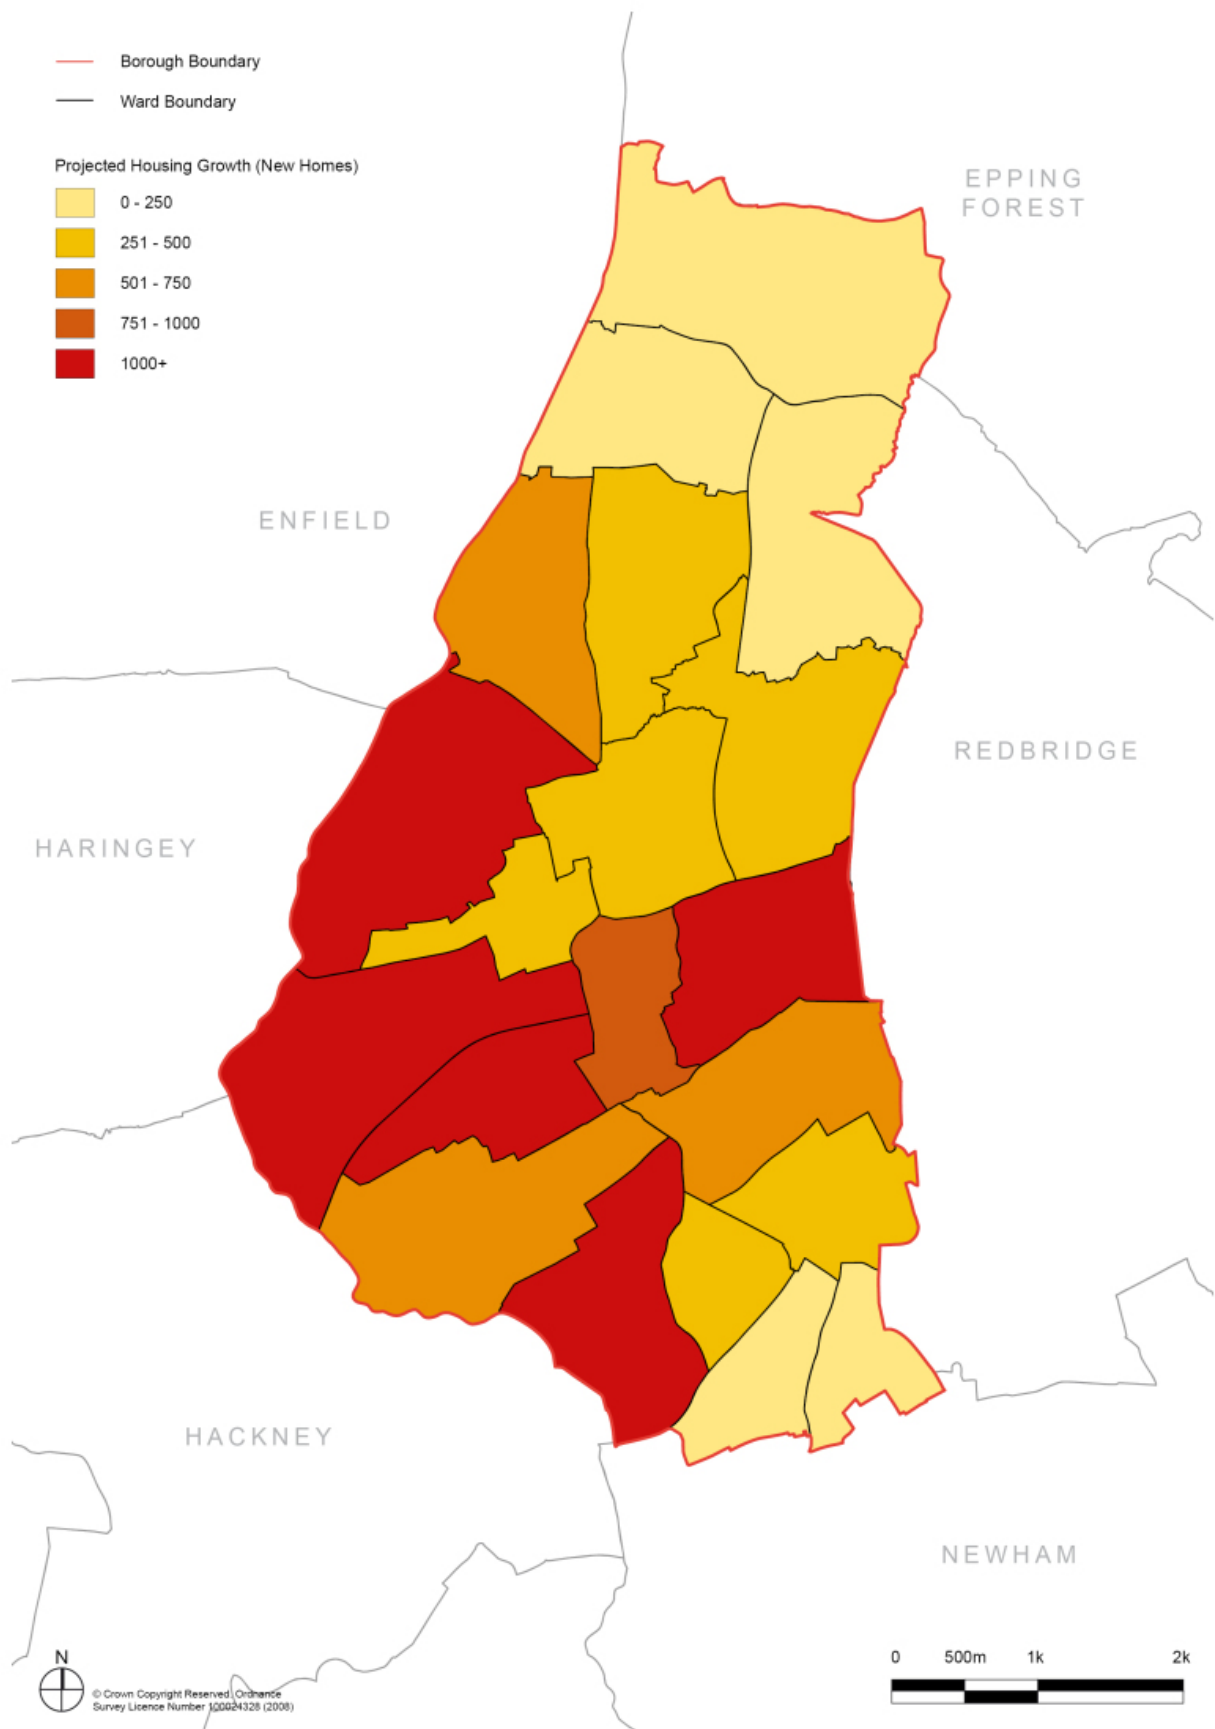 Borough Boundary
Ward Boundary
Projected Housing Growth (New Homes)
0 - 250
251 - 500
501 - 750
751 - 1000
1000+
EPPING
FOREST
ENFIELD
REDBRIDGE
HARINGEY
HACKNEY
NEWHAM
N
© Crown Copyright Reserved, Ordnance
Survey Licence Number 100024328 (2008)
0 500m 1k 2k